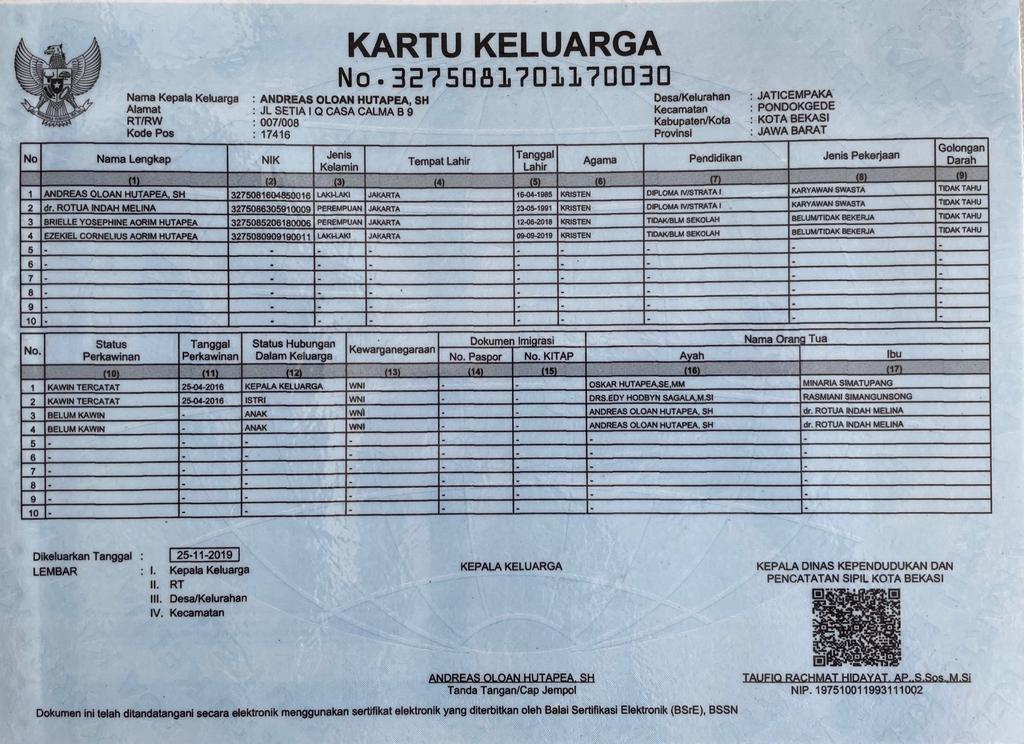 KARTU KELUARGA
No. 3275081701170030
Nama Kepala Keluarga : ANDREAS OLOAN HUTAPEA, SH
Alamat : JL SETIA I Q CASA CALMA B 9
RT/RW : 007/008
Kode Pos : 17416
Desa/Kelurahan : JATICEMPAKA
Kecamatan : PONDOKGEDE
Kabupaten/Kota : KOTA BEKASI
Provinsi : JAWA BARAT
No Nama Lengkap NIK Jenis Kelamin Tempat Lahir Tanggal Lahir Agama Pendidikan Jenis Pekerjaan Golongan Darah
(1) (2) (3) (4) (5) (6) (7) (8) (9)
1 ANDREAS OLOAN HUTAPEA, SH 3275081604850016 LAKI-LAKI JAKARTA 16-04-1985 KRISTEN DIPLOMA IV/STRATA I KARYAWAN SWASTA TIDAK TAHU
2 dr. ROTUA INDAH MELINA 3275086305910009 PEREMPUAN JAKARTA 23-05-1991 KRISTEN DIPLOMA IV/STRATA I KARYAWAN SWASTA TIDAK TAHU
3 BRIELLE YOSEPHINE AORIM HUTAPEA 3275085206180006 PEREMPUAN JAKARTA 12-06-2018 KRISTEN TIDAK/BLM SEKOLAH BELUM/TIDAK BEKERJA TIDAK TAHU
4 EZEKIEL CORNELIUS AORIM HUTAPEA 3275080909190011 LAKI-LAKI JAKARTA 09-09-2019 KRISTEN TIDAK/BLM SEKOLAH BELUM/TIDAK BEKERJA TIDAK TAHU
5 - - - - - - - - -
6 - - - - - - - - -
7 - - - - - - - - -
8 - - - - - - - - -
9 - - - - - - - - -
10 - - - - - - - - -
No. Status Perkawinan Tanggal Perkawinan Status Hubungan Dalam Keluarga Kewarganegaraan Dokumen Imigrasi Nama Orang Tua
No. Paspor No. KITAP Ayah Ibu
(10) (11) (12) (13) (14) (15) (16) (17)
1 KAWIN TERCATAT 25-04-2016 KEPALA KELUARGA WNI - - OSKAR HUTAPEA,SE,MM MINARIA SIMATUPANG
2 KAWIN TERCATAT 25-04-2016 ISTRI WNI - - DRS.EDY HODBYN SAGALA,M.SI RASMIANI SIMANGUNSONG
3 BELUM KAWIN - ANAK WNI - - ANDREAS OLOAN HUTAPEA, SH dr. ROTUA INDAH MELINA
4 BELUM KAWIN - ANAK WNI - - ANDREAS OLOAN HUTAPEA, SH dr. ROTUA INDAH MELINA
5 - - - - - - - -
6 - - - - - - - -
7 - - - - - - - -
8 - - - - - - - -
9 - - - - - - - -
10 - - - - - - - -
Dikeluarkan Tanggal : 25-11-2019
LEMBAR : I. Kepala Keluarga
II. RT
III. Desa/Kelurahan
IV. Kecamatan
KEPALA KELUARGA
ANDREAS OLOAN HUTAPEA, SH
Tanda Tangan/Cap Jempol
KEPALA DINAS KEPENDUDUKAN DAN
PENCATATAN SIPIL KOTA BEKASI
TAUFIQ RACHMAT HIDAYAT, AP.,S.Sos.,M.Si
NIP. 197510011993111002
Dokumen ini telah ditandatangani secara elektronik menggunakan sertifikat elektronik yang diterbitkan oleh Balai Sertifikasi Elektronik (BSrE), BSSN